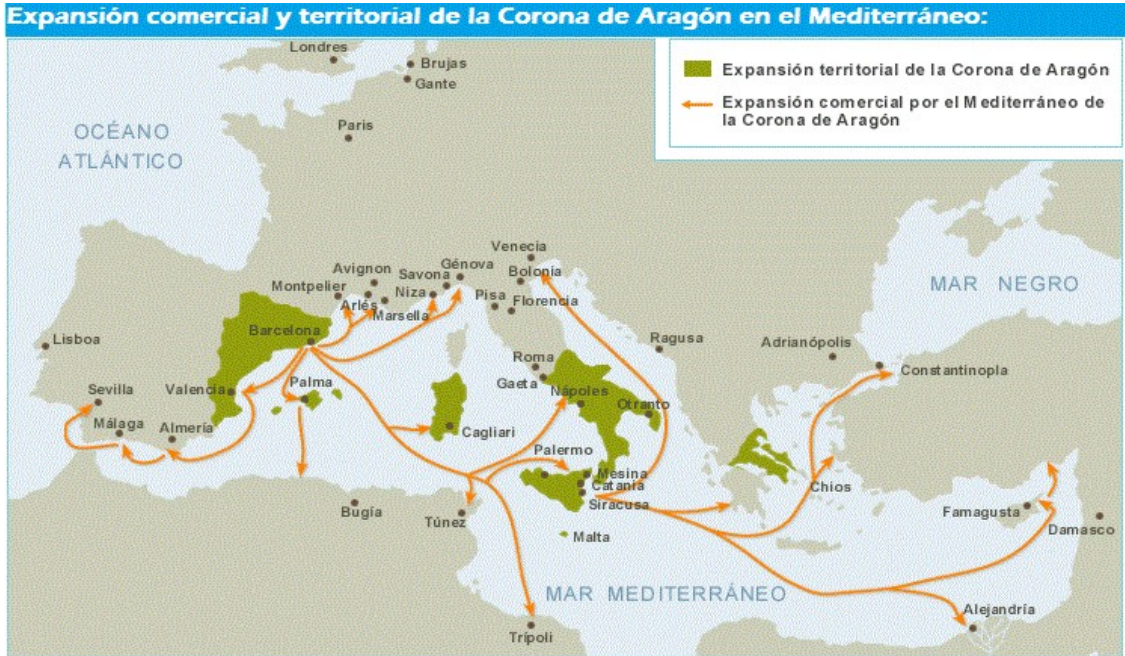 Expansión comercial y territorial de la Corona de Aragón en el Mediterráneo:
Expansión territorial de la Corona de Aragón
Expansión comercial por el Mediterráneo de
la Corona de Aragón
Londres
Brujas
Gante
Paris
OCÉANO
ATLÁNTICO
Venecia
Bolonia
Génova
Savona
Avignon
Montpelier
Niza
Arlés
Marsella
Pisa
Florencia
MAR NEGRO
Barcelona
Lisboa
Ragusa
Adrianópolis
Constantinopla
Roma
Gaeta
Nápoles
Otranto
Sevilla
Valencia
Palma
Málaga
Almería
Cagliari
Palermo
Mesina
Catania
Siracusa
Chios
Bugía
Túnez
Malta
Famagusta
Damasco
MAR MEDITERRÁNEO
Alejandría
Trípoli